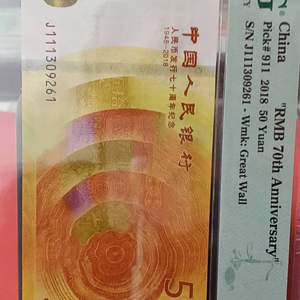 J111309261
中国人民银行
人民币发行七十周年纪念
1948-2018
5
China
Pick# 911 2018 50 Yuan
"RMB 70th Anniversary"
S/N J111309261 - Wmk: Great Wall